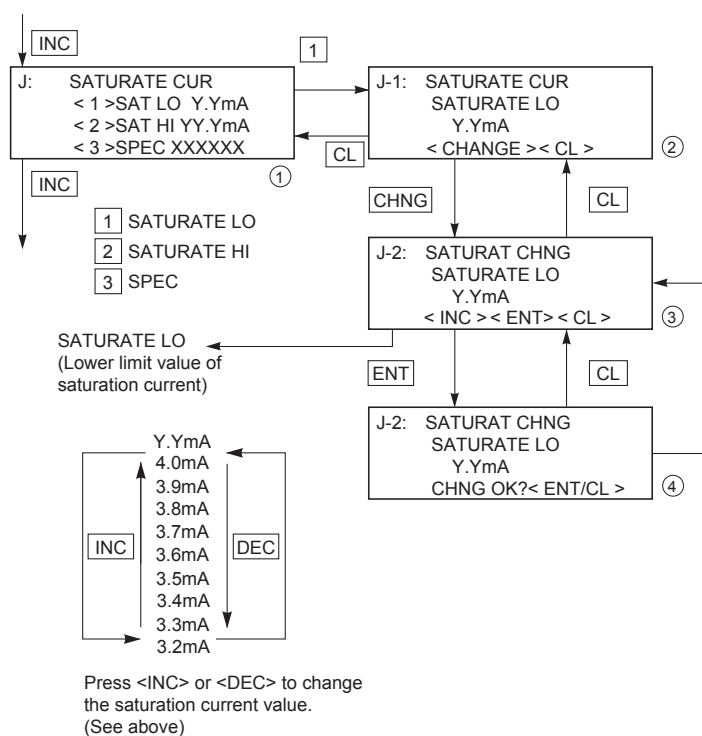 INC
1
J: SATURATE CUR
< 1 >SAT LO Y.YmA
< 2 >SAT HI YY.YmA
< 3 >SPEC XXXXXX
CL
J-1: SATURATE CUR
SATURATE LO
Y.YmA
< CHANGE >< CL >
1
2
INC
CHNG
CL
1 SATURATE LO
2 SATURATE HI
3 SPEC
J-2: SATURAT CHNG
SATURATE LO
Y.YmA
< INC >< ENT>< CL >
3
SATURATE LO
(Lower limit value of
saturation current)
ENT
CL
J-2: SATURAT CHNG
SATURATE LO
Y.YmA
CHNG OK?< ENT/CL >
4
Y.YmA
4.0mA
3.9mA
3.8mA
3.7mA
INC
3.6mA
DEC
3.5mA
3.4mA
3.3mA
3.2mA
Press <INC> or <DEC> to change
the saturation current value.
(See above)